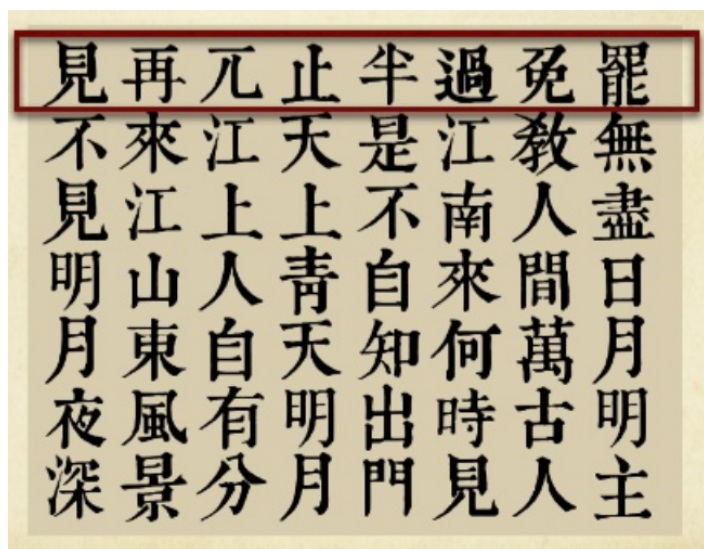 罷無盡日月明主
免敎人間萬古人
過江南來何時見
半是不自知出門
止天上靑天明月
兀江上人自有分
再來江山東風景
見不見明月夜深